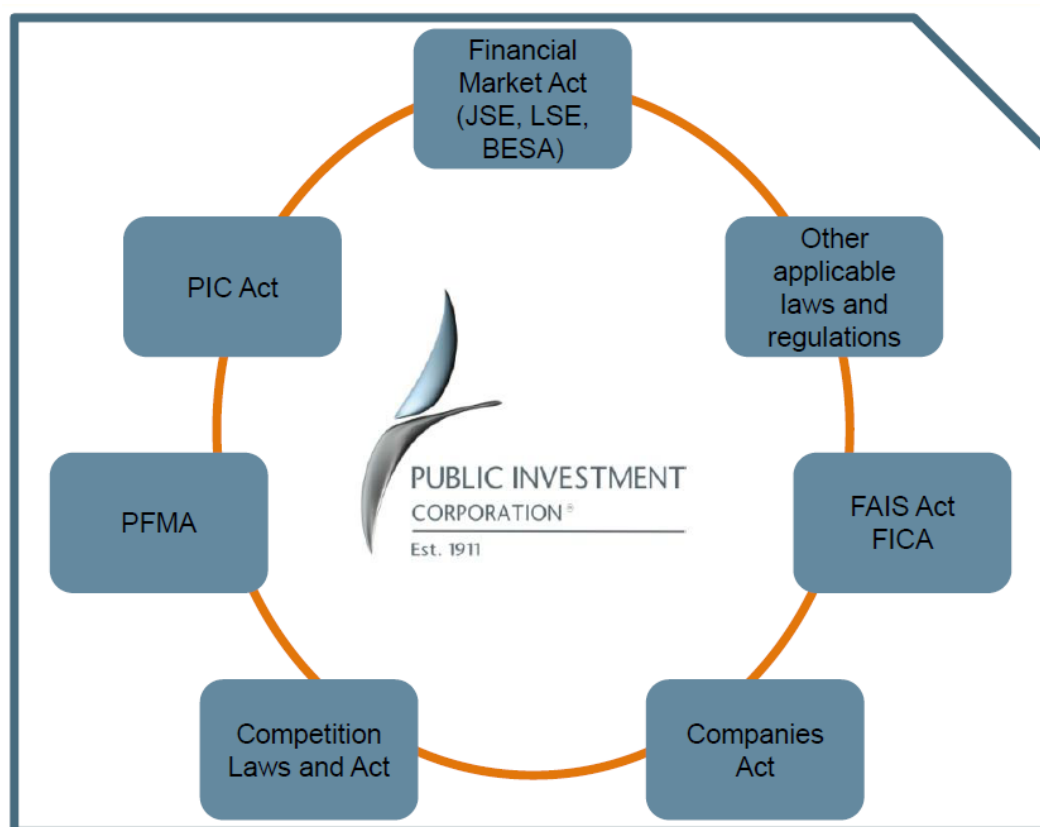 Financial
Market Act
(JSE, LSE,
BESA)
Other
applicable
laws and
regulations
PIC Act
PUBLIC INVESTMENT
CORPORATION®
Est. 1911
PFMA
FAIS Act
FICA
Competition
Laws and Act
Companies
Act